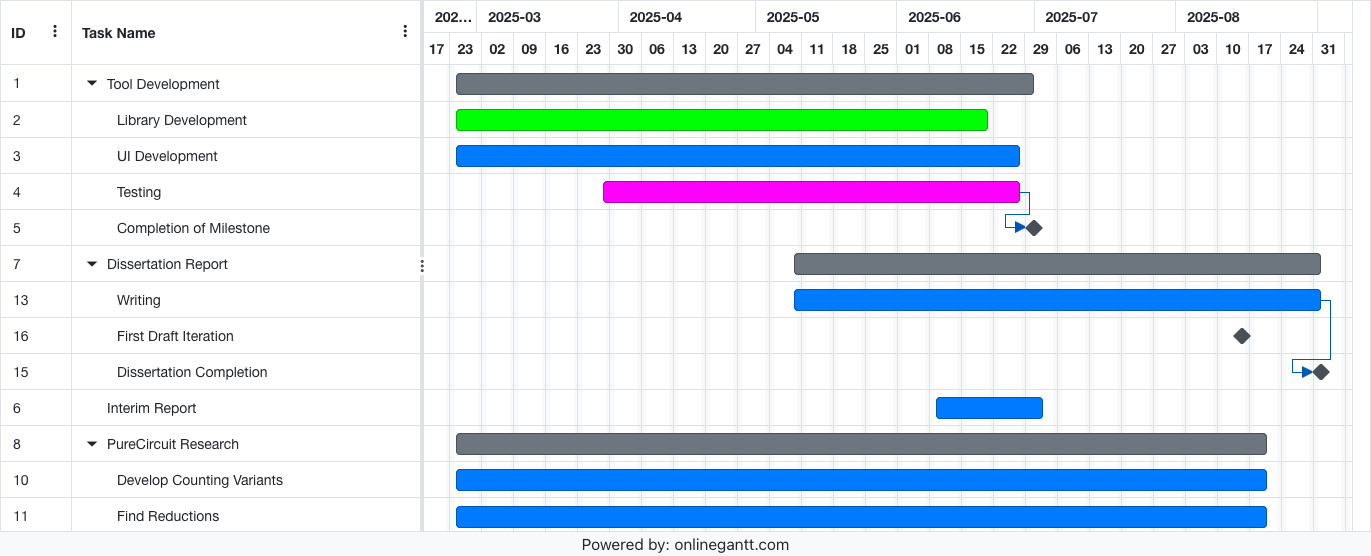 ID Task Name 202... 2025-03 2025-04 2025-05 2025-06 2025-07 2025-08
17 23 02 09 16 23 30 06 13 20 27 04 11 18 25 01 08 15 22 29 06 13 20 27 03 10 17 24 31
1 Tool Development
2 Library Development
3 UI Development
4 Testing
5 Completion of Milestone
7 Dissertation Report
13 Writing
16 First Draft Iteration
15 Dissertation Completion
6 Interim Report
8 PureCircuit Research
10 Develop Counting Variants
11 Find Reductions
Powered by: onlinegantt.com